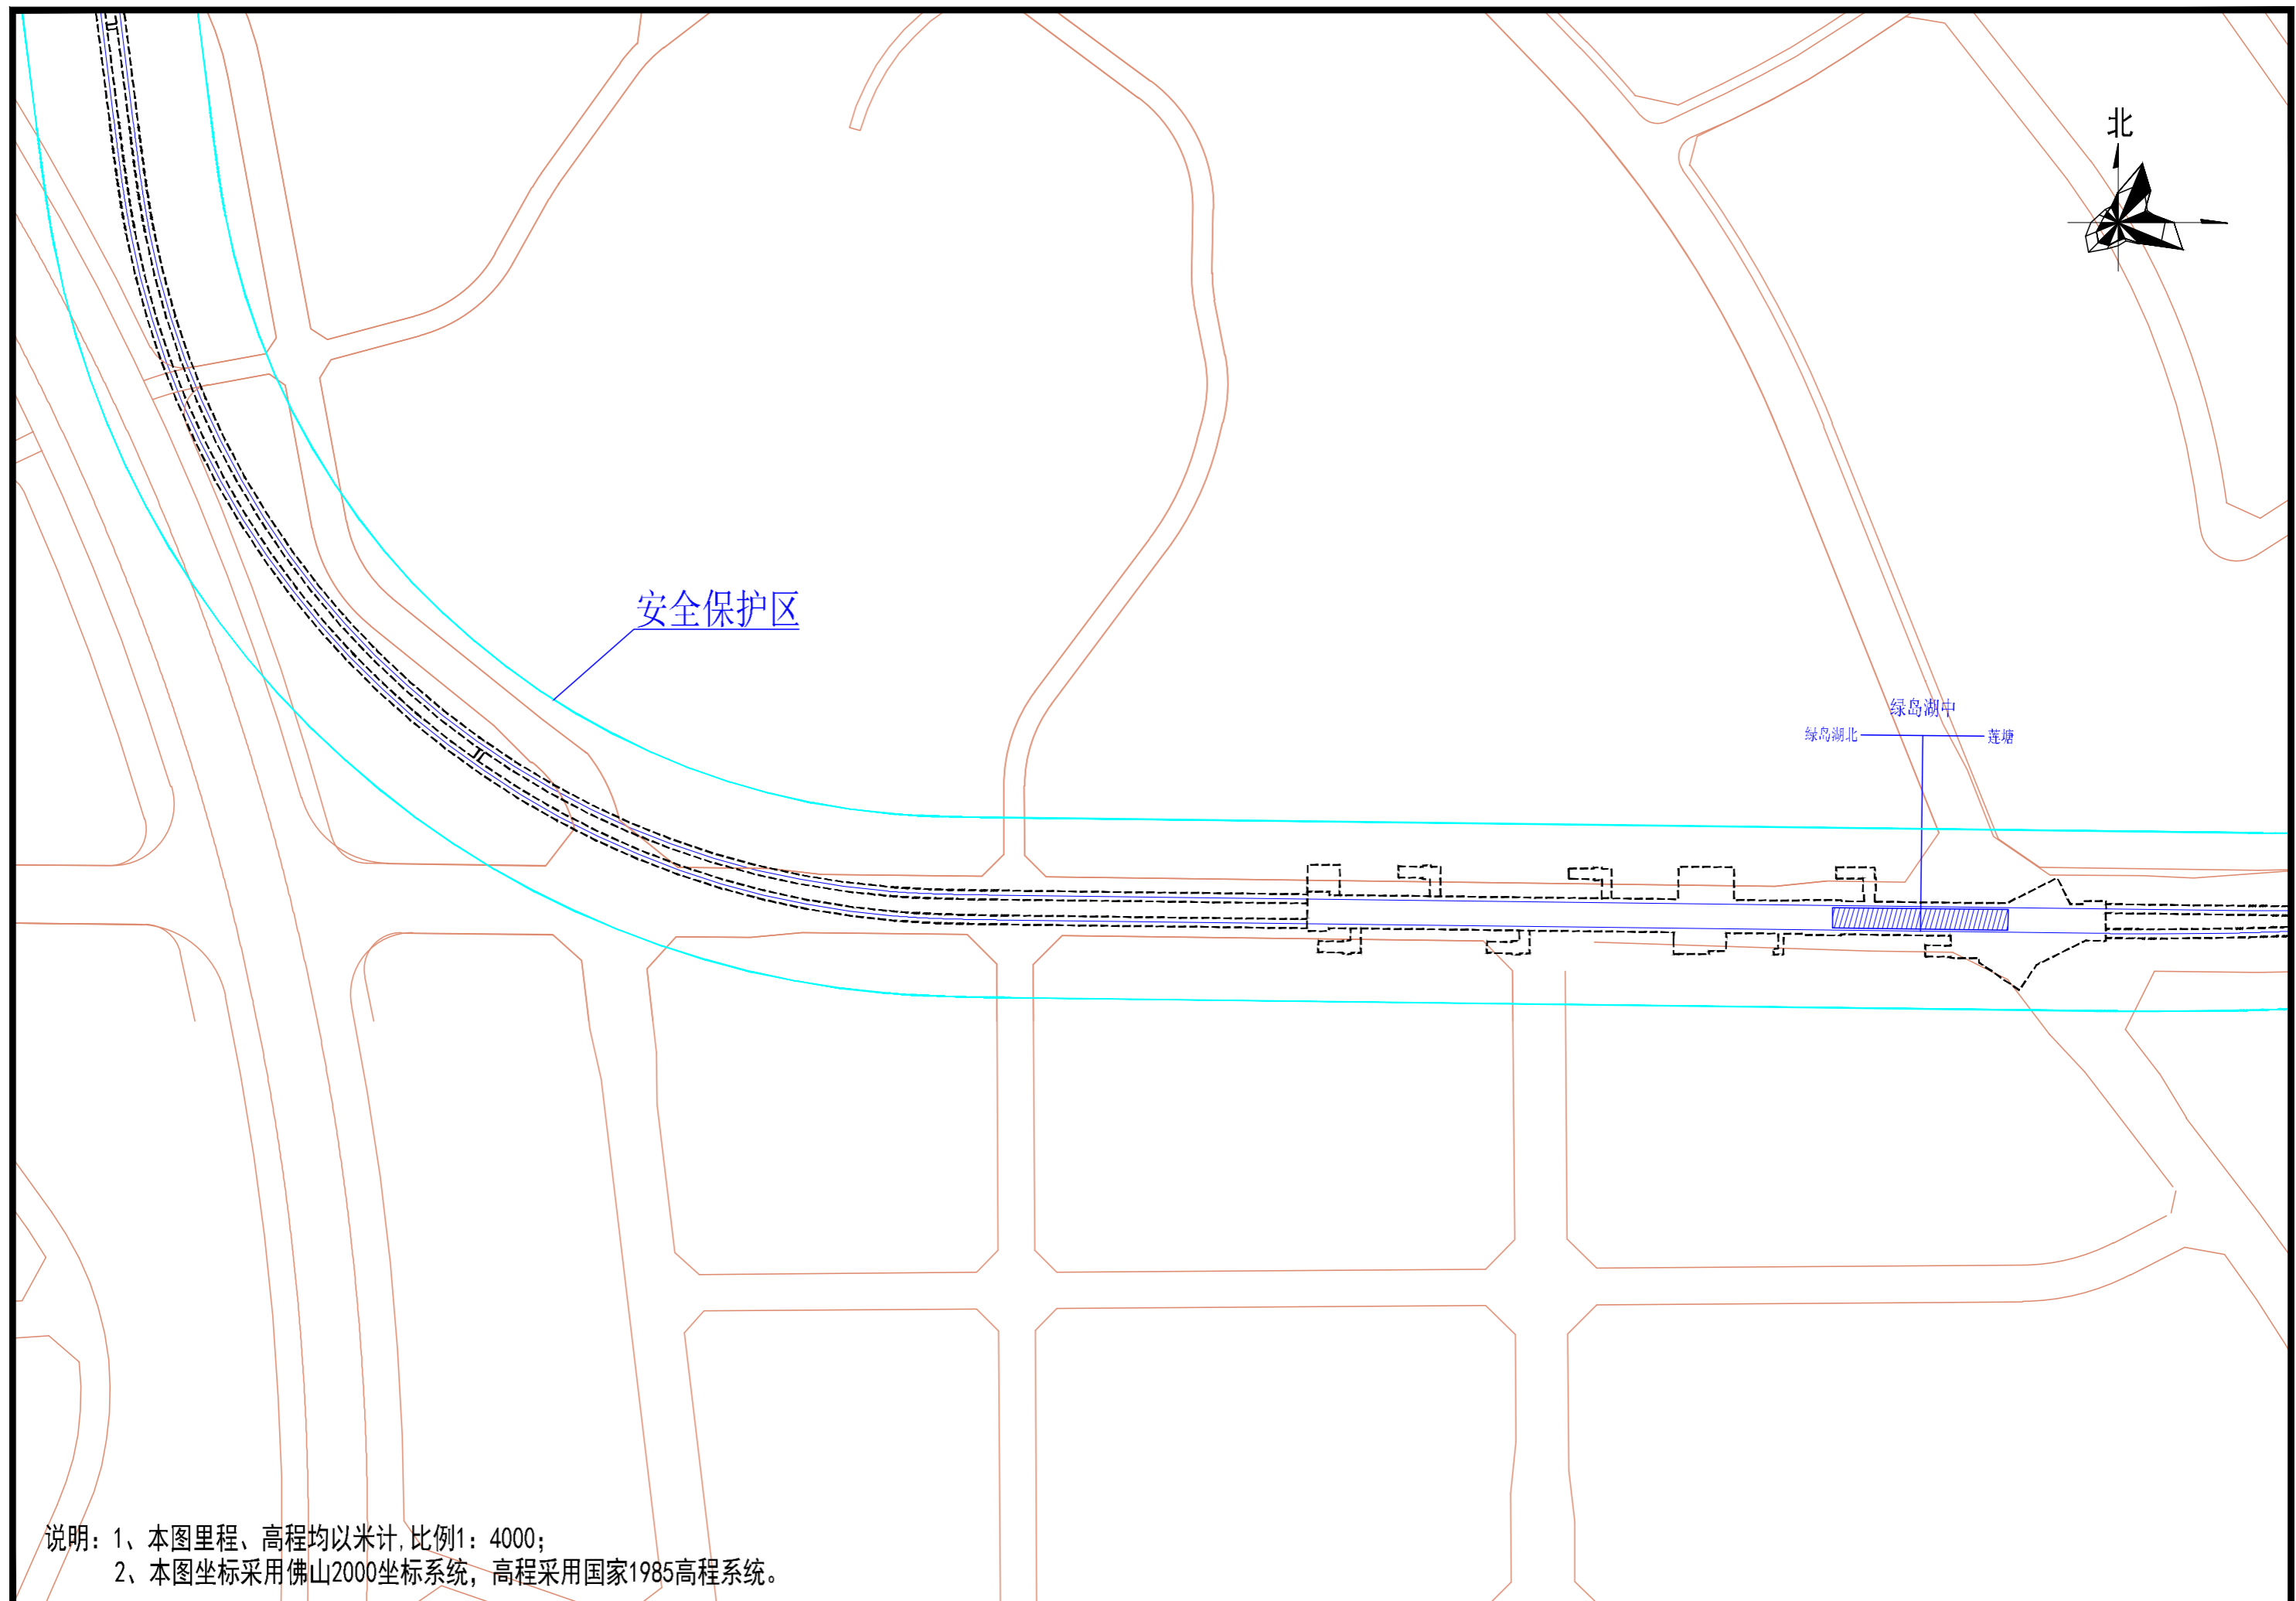 北
安全保护区
绿岛湖中
绿岛湖北
莲塘
说明：1、本图里程、高程均以米计,比例1：4000；
2、本图坐标采用佛山2000坐标系统，高程采用国家1985高程系统。